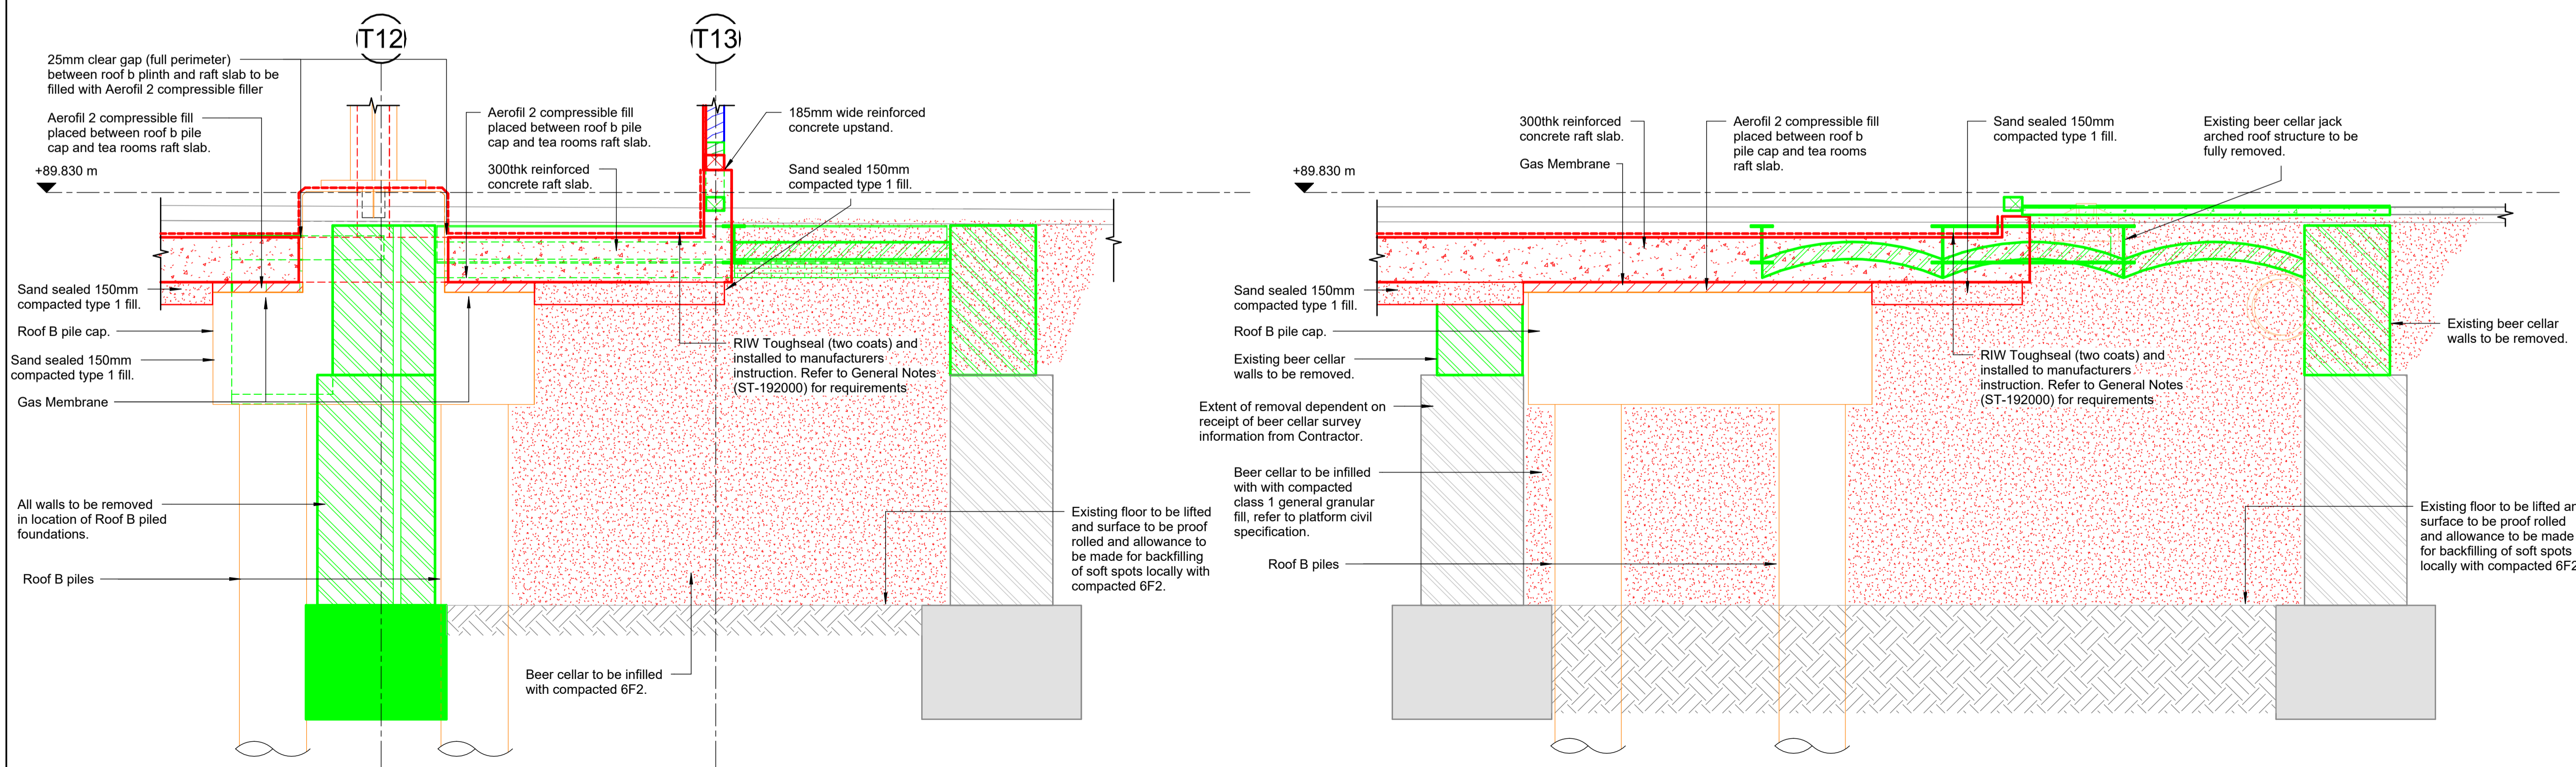 T12
T13
25mm clear gap (full perimeter)
between roof b plinth and raft slab to be
filled with Aerofil 2 compressible filler
Aerofil 2 compressible fill
placed between roof b pile
cap and tea rooms raft slab.
+89.830 m
Aerofil 2 compressible fill
placed between roof b pile
cap and tea rooms raft slab.
300thk reinforced
concrete raft slab.
185mm wide reinforced
concrete upstand.
Sand sealed 150mm
compacted type 1 fill.
Sand sealed 150mm
compacted type 1 fill.
Roof B pile cap.
Sand sealed 150mm
compacted type 1 fill.
Gas Membrane
RIW Toughseal (two coats) and
installed to manufacturers
instruction. Refer to General Notes
(ST-192000) for requirements
All walls to be removed
in location of Roof B piled
foundations.
Roof B piles
Existing floor to be lifted
and surface to be proof
rolled and allowance to
be made for backfilling
of soft spots locally with
compacted 6F2.
Beer cellar to be infilled
with compacted 6F2.
+89.830 m
300thk reinforced
concrete raft slab.
Gas Membrane
Aerofil 2 compressible fill
placed between roof b
pile cap and tea rooms
raft slab.
Sand sealed 150mm
compacted type 1 fill.
Existing beer cellar jack
arched roof structure to be
fully removed.
Sand sealed 150mm
compacted type 1 fill.
Roof B pile cap.
Existing beer cellar
walls to be removed.
Extent of removal dependent on
receipt of beer cellar survey
information from Contractor.
Beer cellar to be infilled
with with compacted
class 1 general granular
fill, refer to platform civil
specification.
Roof B piles
RIW Toughseal (two coats) and
installed to manufacturers
instruction. Refer to General Notes
(ST-192000) for requirements
Existing beer cellar
walls to be removed.
Existing floor to be lifted an
surface to be proof rolled
and allowance to be made
for backfilling of soft spots
locally with compacted 6F2